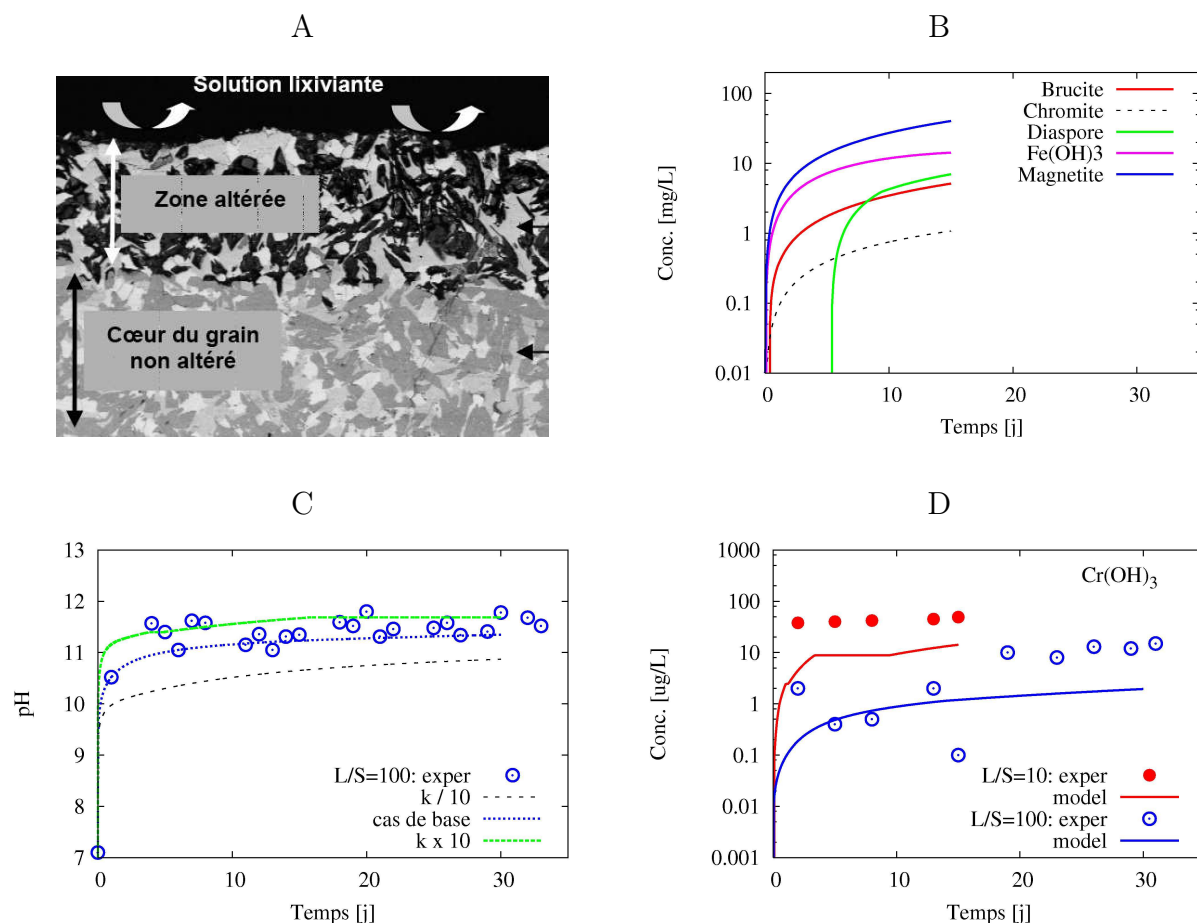 A
Solution lixiviante
Zone altérée
Cœur du grain
non altéré
B
100
10
1
0.1
0.01
Conc. [mg/L]
Brucite
Chromite
Diaspore
Fe(OH)3
Magnetite
0 10 20 30
Temps [j]
C
13
12
11
10
9
8
7
pH
L/S=100: exper
k / 10
cas de base
k x 10
0 10 20 30
Temps [j]
D
1000
100
10
1
0.1
0.01
0.001
Conc. [ug/L]
Cr(OH)3
L/S=10: exper
model
L/S=100: exper
model
0 10 20 30
Temps [j]